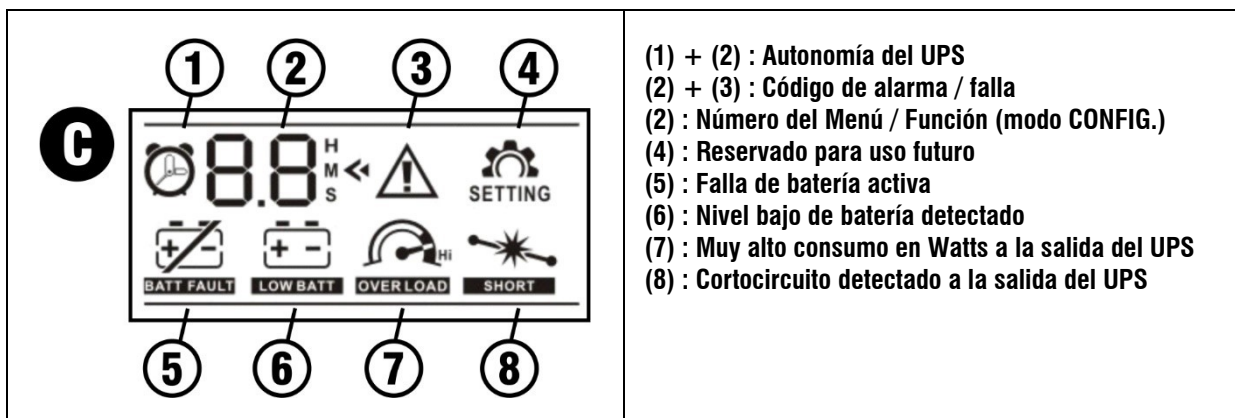 1 2 3 4
C
8.8 H M S
SETTING
BATT FAULT LOW BATT OVER LOAD Hi SHORT
5 6 7 8
(1) + (2) : Autonomía del UPS
(2) + (3) : Código de alarma / falla
(2) : Número del Menú / Función (modo CONFIG.)
(4) : Reservado para uso futuro
(5) : Falla de batería activa
(6) : Nivel bajo de batería detectado
(7) : Muy alto consumo en Watts a la salida del UPS
(8) : Cortocircuito detectado a la salida del UPS